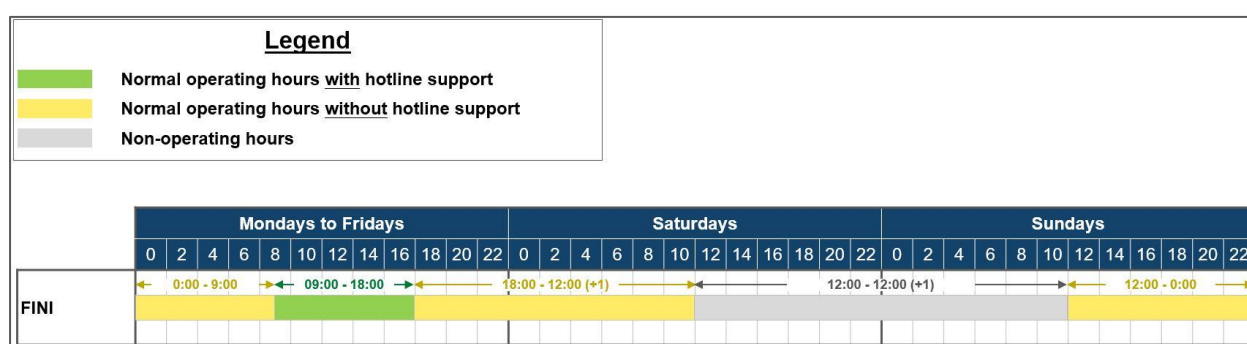 Legend
Normal operating hours with hotline support
Normal operating hours without hotline support
Non-operating hours
Mondays to Fridays Saturdays Sundays
0 2 4 6 8 10 12 14 16 18 20 22 0 2 4 6 8 10 12 14 16 18 20 22 0 2 4 6 8 10 12 14 16 18 20 22
0:00 - 9:00 09:00 - 18:00 18:00 - 12:00 (+1) 12:00 - 12:00 (+1) 12:00 - 0:00
FINI